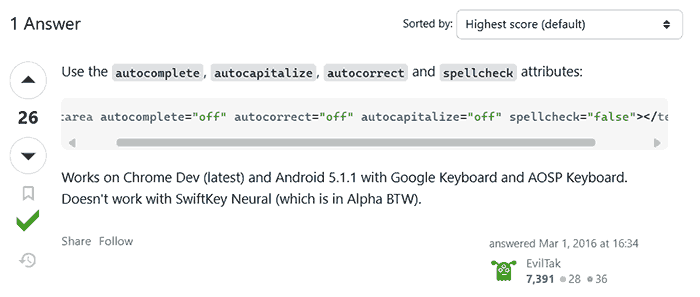 1 Answer
Sorted by: Highest score (default)
Use the autocomplete, autocapitalize, autocorrect and spellcheck attributes:
26
tarea autocomplete="off" autocorrect="off" autocapitalize="off" spellcheck="false"></te
Works on Chrome Dev (latest) and Android 5.1.1 with Google Keyboard and AOSP Keyboard.
Doesn't work with SwiftKey Neural (which is in Alpha BTW).
Share Follow
answered Mar 1, 2016 at 16:34
EvilTak
7,391 28 36